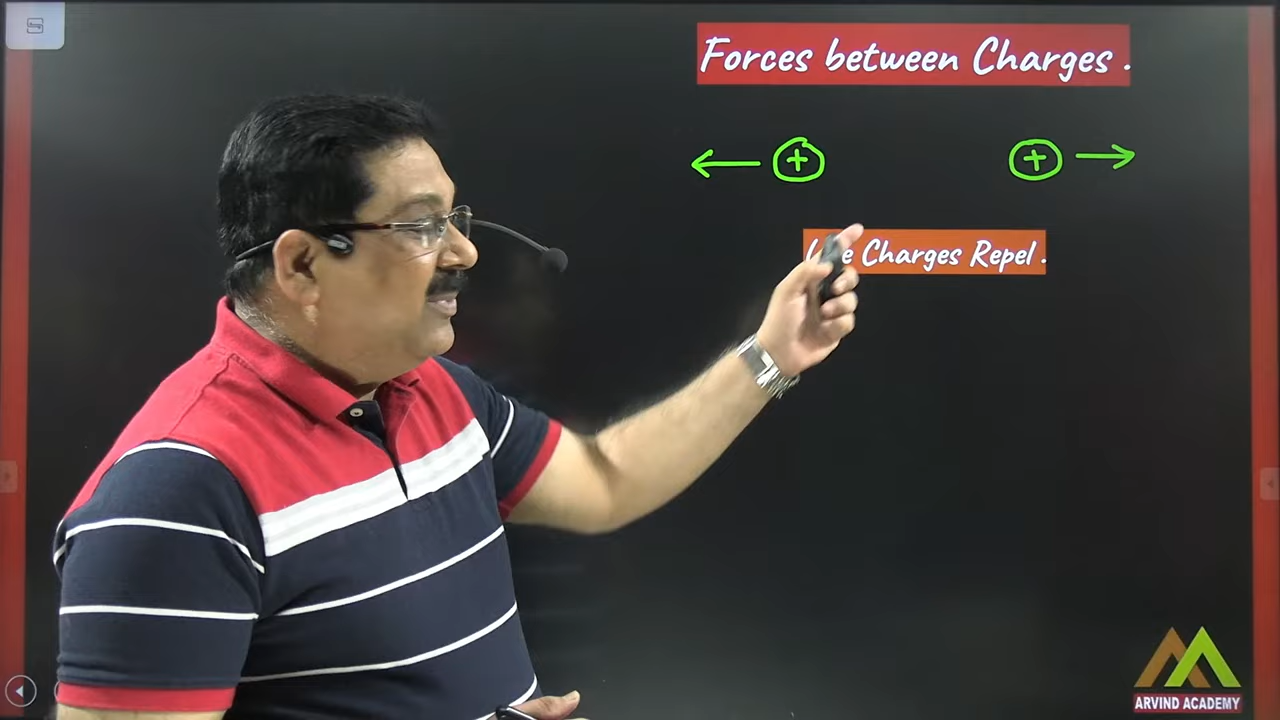 Forces between Charges .
+ +
Charges Repel .
ARVIND ACADEMY